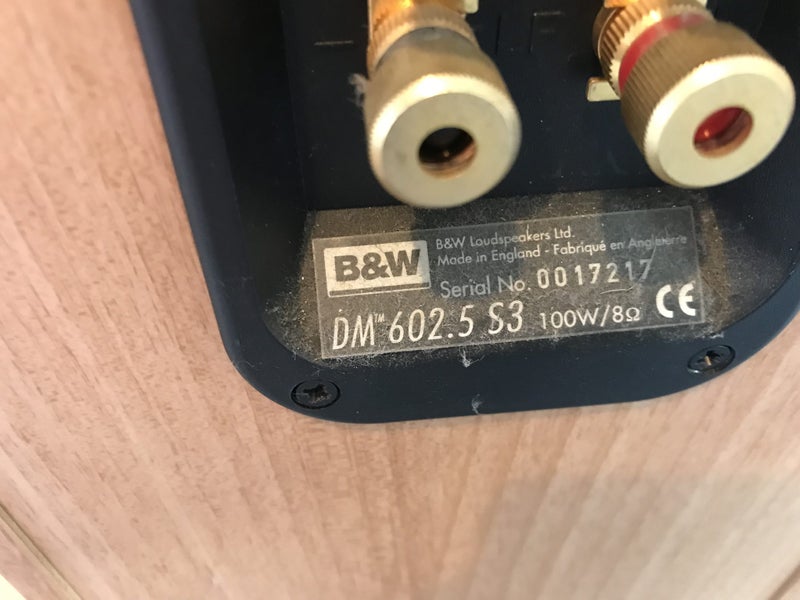 B&W
B&W Loudspeakers Ltd.
Made in England - Fabriqué en Angleterre
Serial No. 0017217
DM™ 602.5 S3 100W/8Ω CE